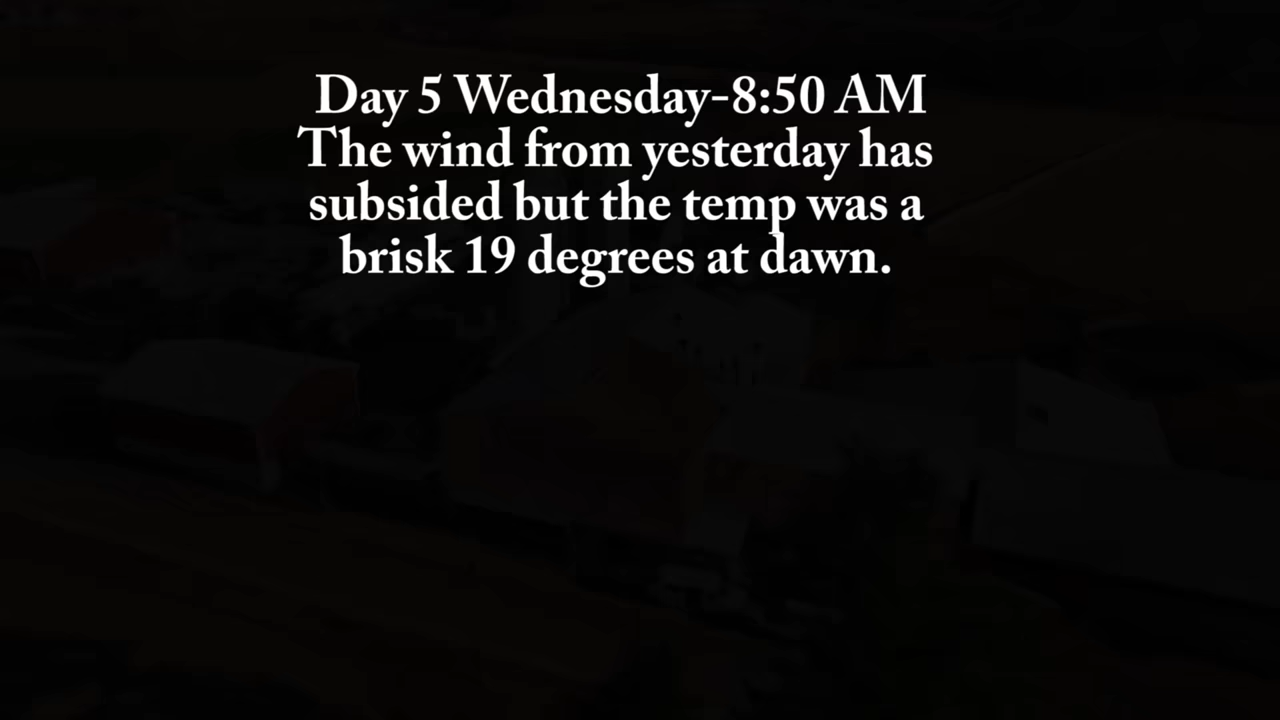 Day 5 Wednesday-8:50 AM
The wind from yesterday has
subsided but the temp was a
brisk 19 degrees at dawn.